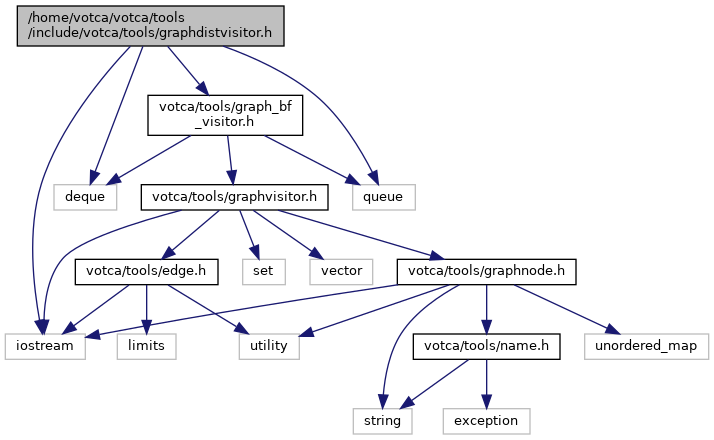 /home/votca/votca/tools
/include/votca/tools/graphdistvisitor.h
votca/tools/graph_bf
_visitor.h
deque
votca/tools/graphvisitor.h
queue
votca/tools/edge.h
set
vector
votca/tools/graphnode.h
iostream
limits
utility
votca/tools/name.h
unordered_map
string
exception